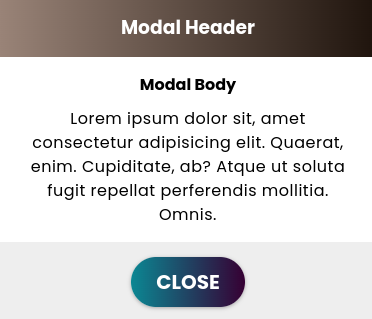 Modal Header
Modal Body
Lorem ipsum dolor sit, amet
consectetur adipisicing elit. Quaerat,
enim. Cupiditate, ab? Atque ut soluta
fugit repellat perferendis mollitia.
Omnis.
CLOSE